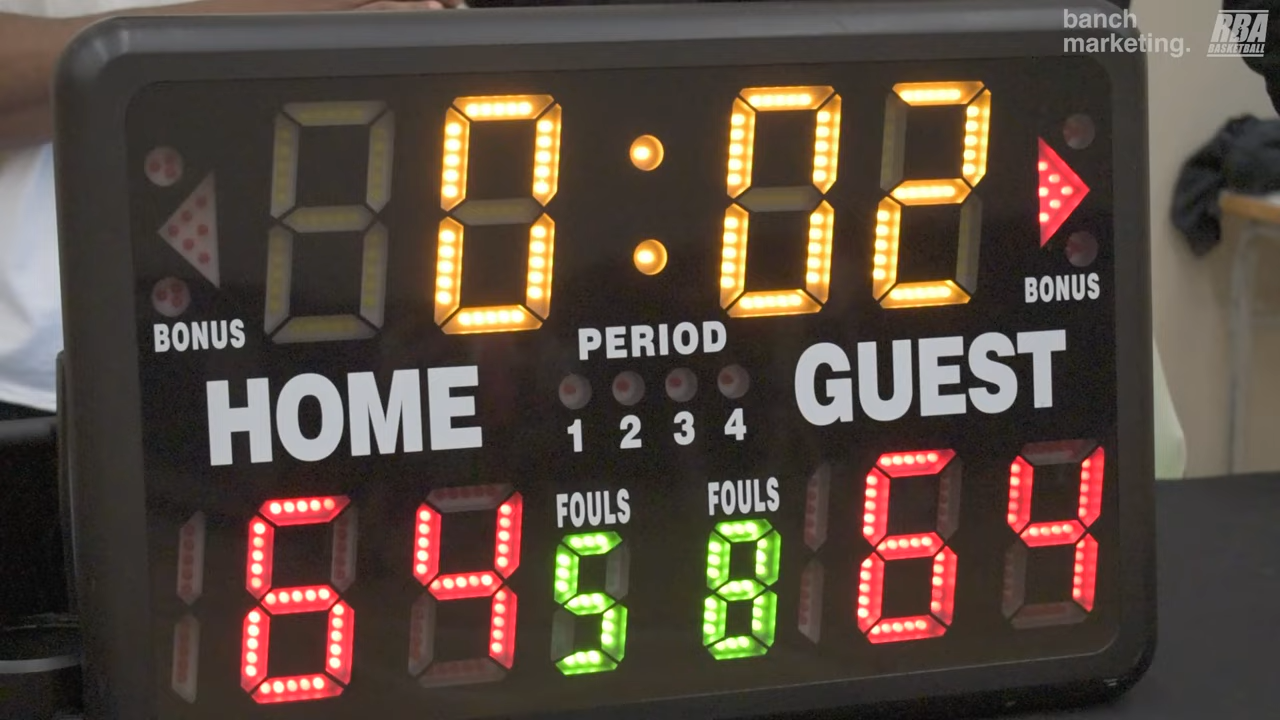 banch
marketing.
RBA
BASKETBALL
0:02
BONUS
BONUS
PERIOD
HOME
GUEST
1 2 3 4
FOULS
FOULS
64
5
8
64